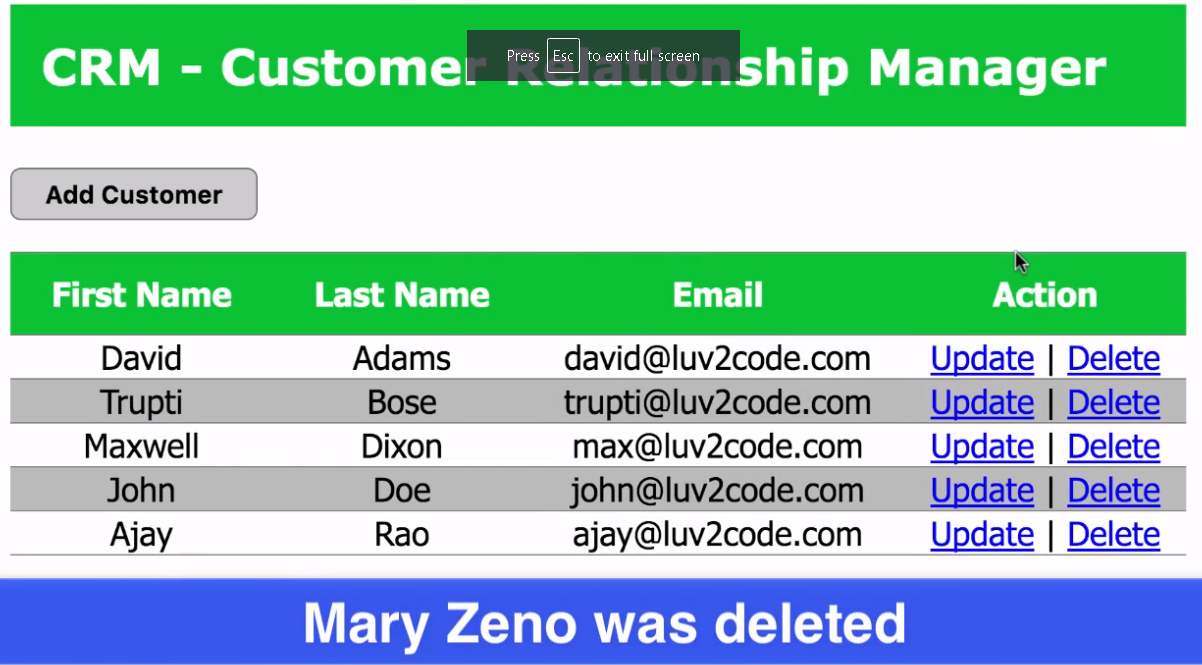 CRM - Customer Relationship Manager
Press Esc to exit full screen
Add Customer
First Name Last Name Email Action
David Adams david@luv2code.com Update | Delete
Trupti Bose trupti@luv2code.com Update | Delete
Maxwell Dixon max@luv2code.com Update | Delete
John Doe john@luv2code.com Update | Delete
Ajay Rao ajay@luv2code.com Update | Delete
Mary Zeno was deleted